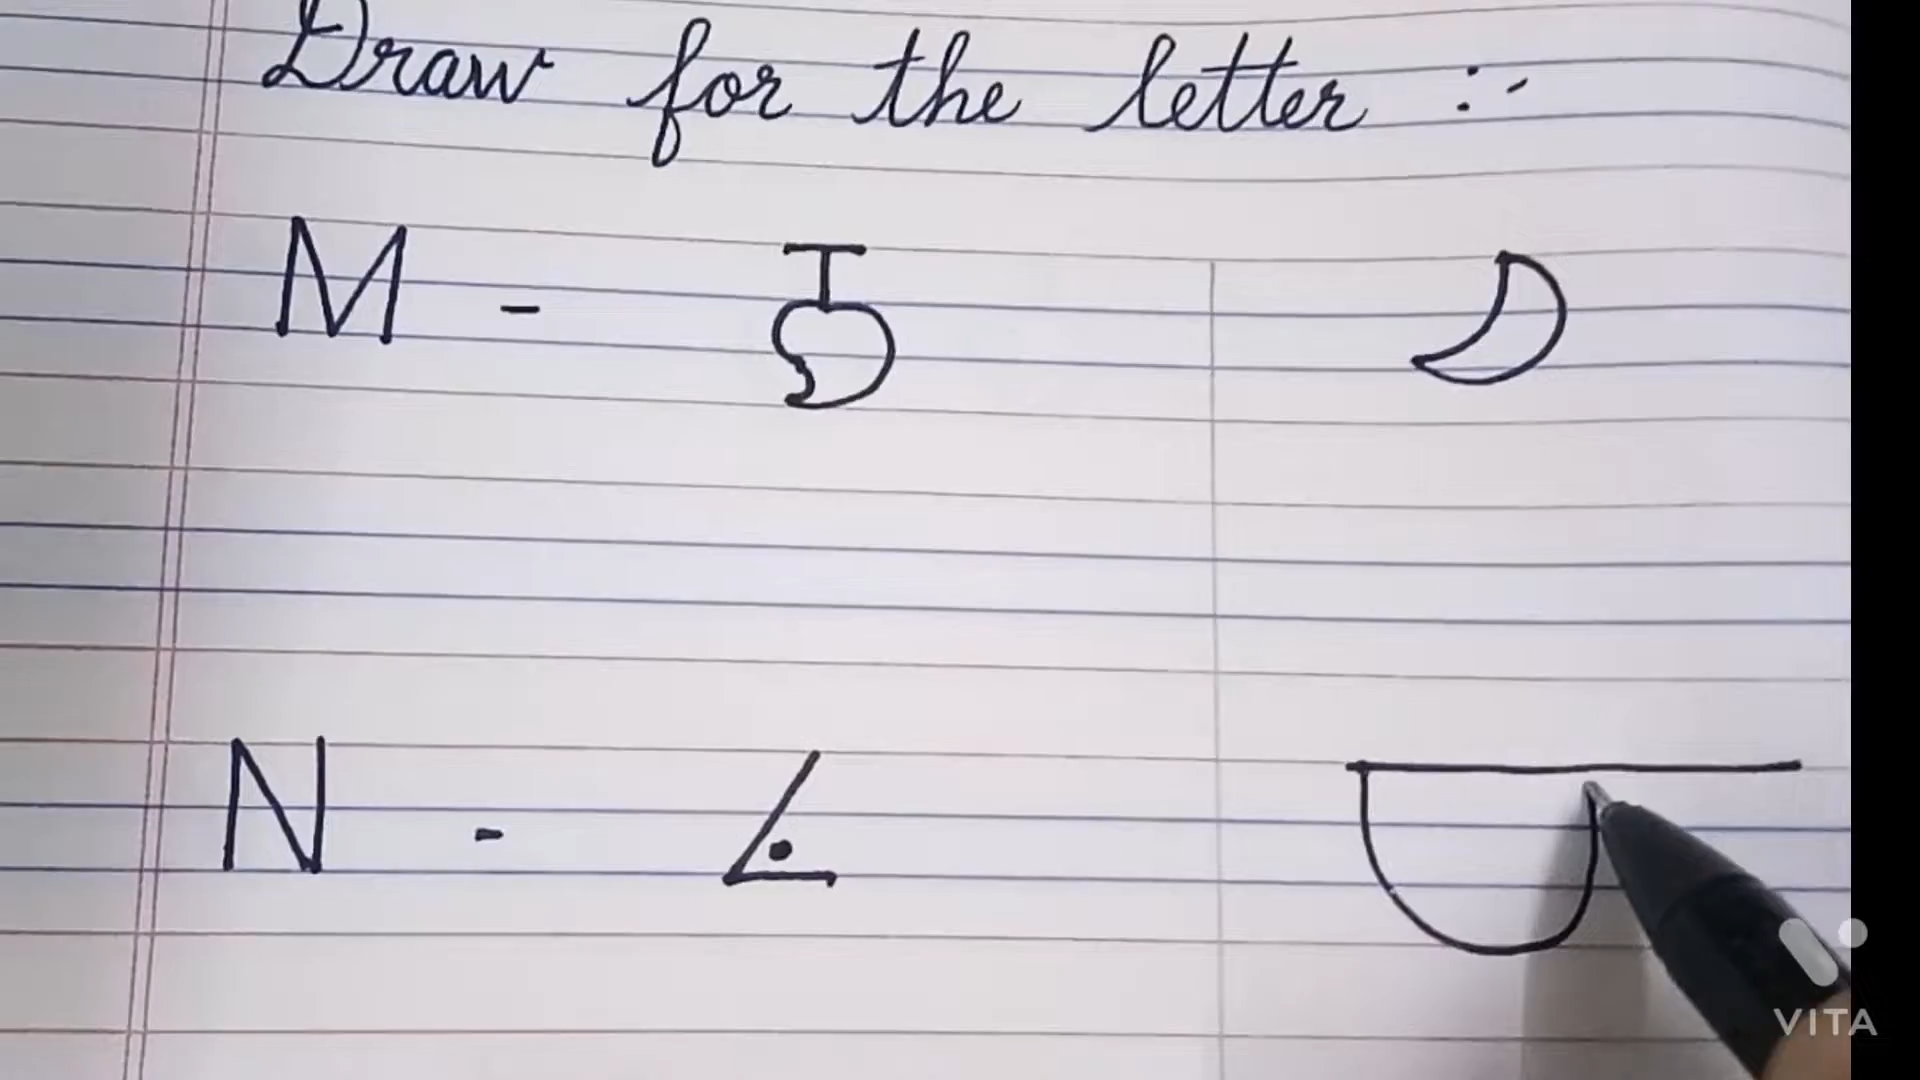 Draw for the letter :-
M -
N -
VITA